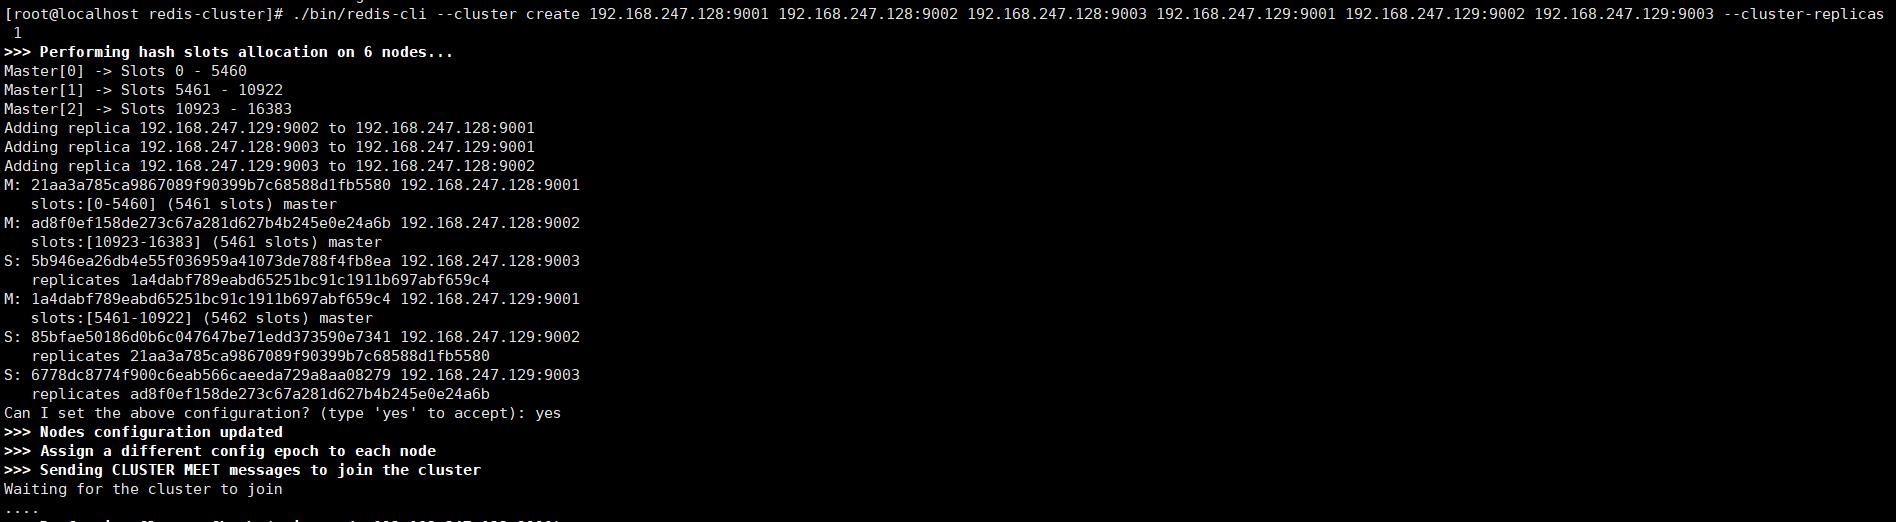 [root@localhost redis-cluster]# ./bin/redis-cli --cluster create 192.168.247.128:9001 192.168.247.128:9002 192.168.247.128:9003 192.168.247.129:9001 192.168.247.129:9002 192.168.247.129:9003 --cluster-replicas
1
>>> Performing hash slots allocation on 6 nodes...
Master[0] -> Slots 0 - 5460
Master[1] -> Slots 5461 - 10922
Master[2] -> Slots 10923 - 16383
Adding replica 192.168.247.129:9002 to 192.168.247.128:9001
Adding replica 192.168.247.128:9003 to 192.168.247.129:9001
Adding replica 192.168.247.129:9003 to 192.168.247.128:9002
M: 21aa3a785ca9867089f90399b7c68588d1fb5580 192.168.247.128:9001
slots:[0-5460] (5461 slots) master
M: ad8f0ef158de273c67a281d627b4b245e0e24a6b 192.168.247.128:9002
slots:[10923-16383] (5461 slots) master
S: 5b946ea26db4e55f036959a41073de788f4fb8ea 192.168.247.128:9003
replicates 1a4dabf789eabd65251bc91c1911b697abf659c4
M: 1a4dabf789eabd65251bc91c1911b697abf659c4 192.168.247.129:9001
slots:[5461-10922] (5462 slots) master
S: 85bfae50186d0b6c047647be71edd373590e7341 192.168.247.129:9002
replicates 21aa3a785ca9867089f90399b7c68588d1fb5580
S: 6778dc8774f900c6eab566caeeda729a8aa08279 192.168.247.129:9003
replicates ad8f0ef158de273c67a281d627b4b245e0e24a6b
Can I set the above configuration? (type 'yes' to accept): yes
>>> Nodes configuration updated
>>> Assign a different config epoch to each node
>>> Sending CLUSTER MEET messages to join the cluster
Waiting for the cluster to join
....